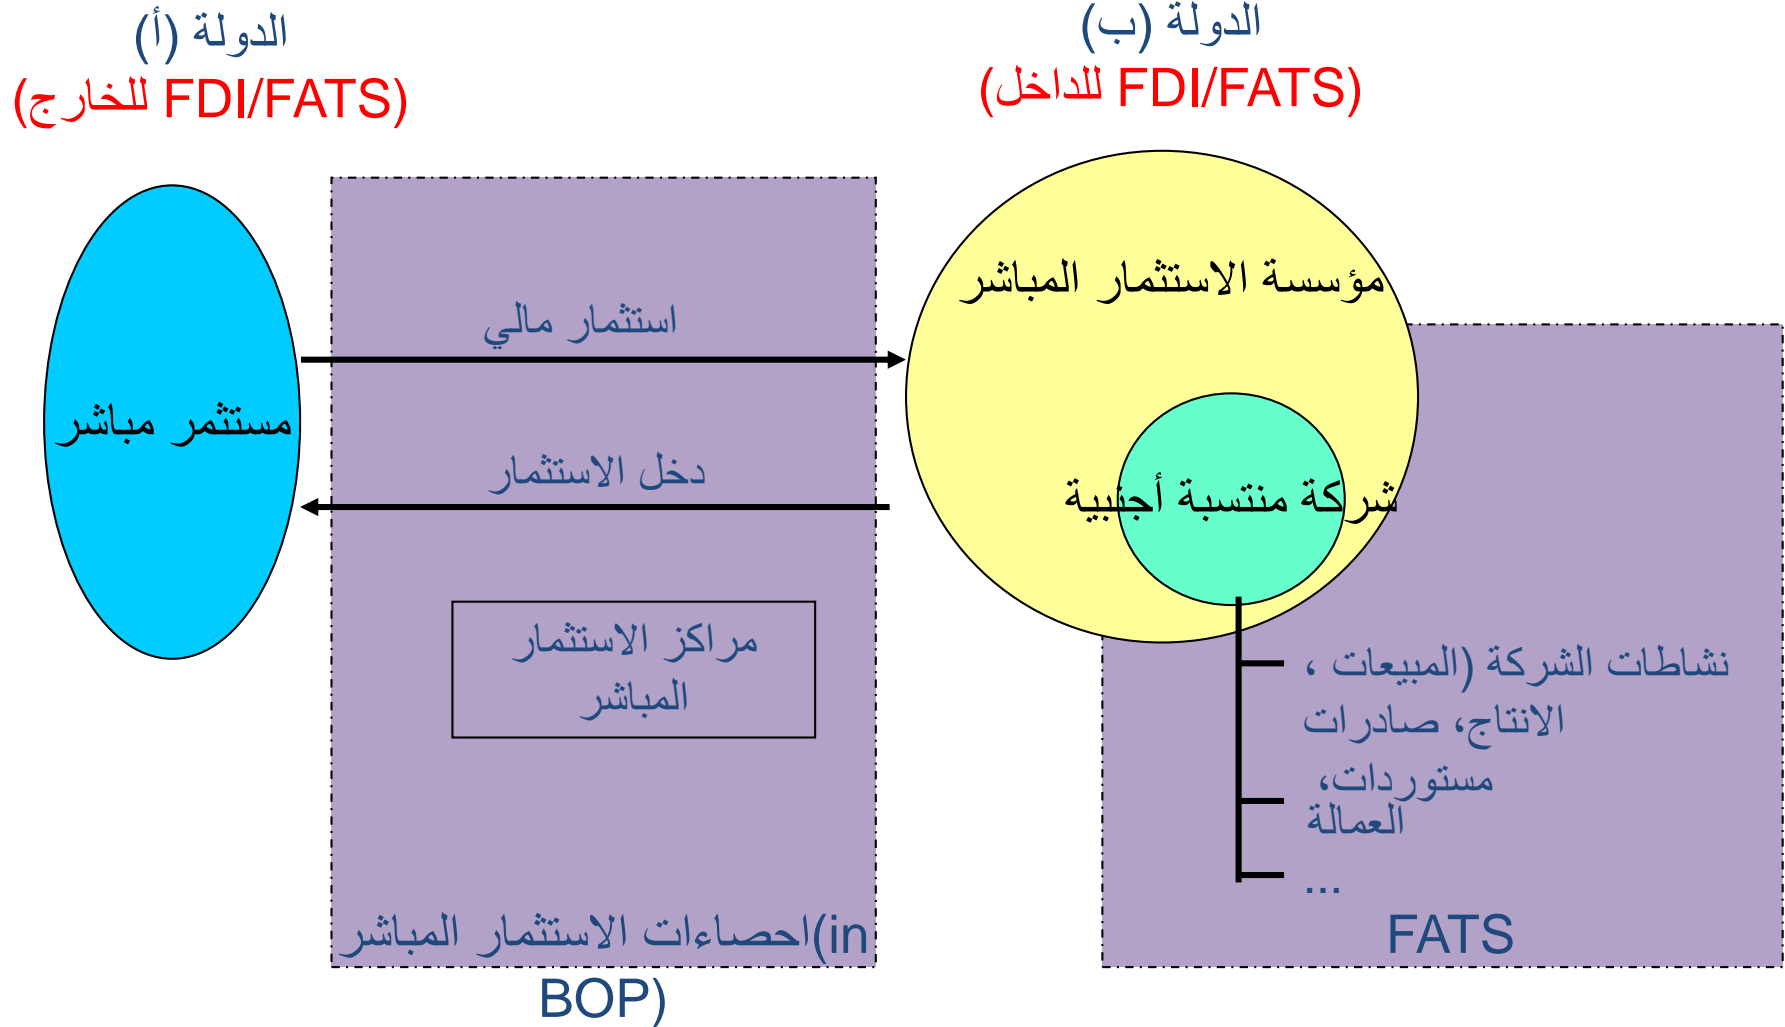 الدولة (أ)
(FDI/FATS للخارج)
الدولة (ب)
(FDI/FATS للداخل)
مستثمر مباشر
استثمار مالي
دخل الاستثمار
مراكز الاستثمار
المباشر
احصاءات الاستثمار المباشر(in
BOP)
مؤسسة الاستثمار المباشر
شركة منتسبة أجنبية
نشاطات الشركة (المبيعات ،
الانتاج، صادرات
مستوردات،
العمالة
...
FATS